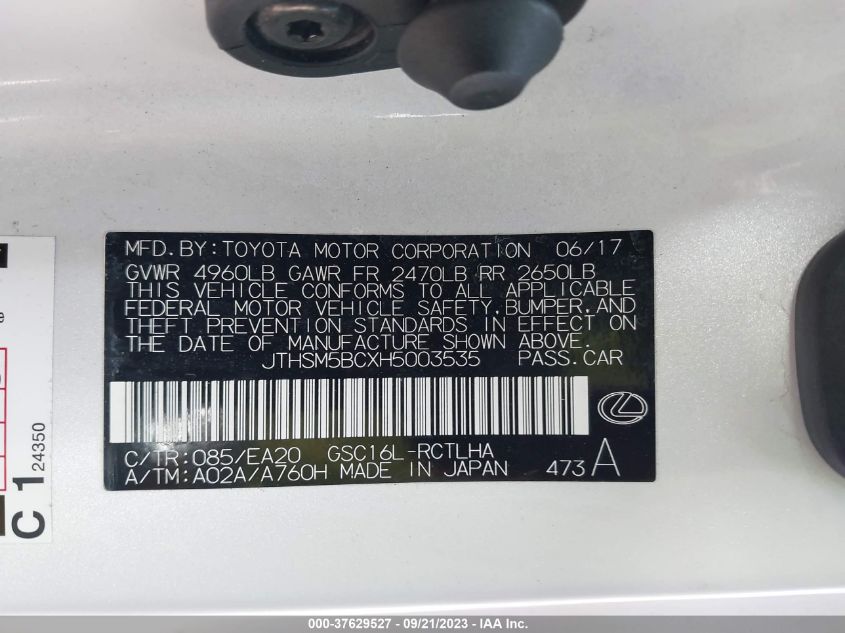 MFD. BY: TOYOTA MOTOR CORPORATION 06/17
GVWR 4960LB GAWR FR 2470LB RR 2650LB
THIS VEHICLE CONFORMS TO ALL APPLICABLE
FEDERAL MOTOR VEHICLE SAFETY, BUMPER, AND
THEFT PREVENTION STANDARDS IN EFFECT ON
THE DATE OF MANUFACTURE SHOWN ABOVE.
JTHSM5BCXH5003535 PASS. CAR
C/TR: 085/EA20 GSC16L-RCTLHA
A/TM: A02A/A760H MADE IN JAPAN 473 A
C 1 24350
000-37629527 - 09/21/2023 - IAA Inc.